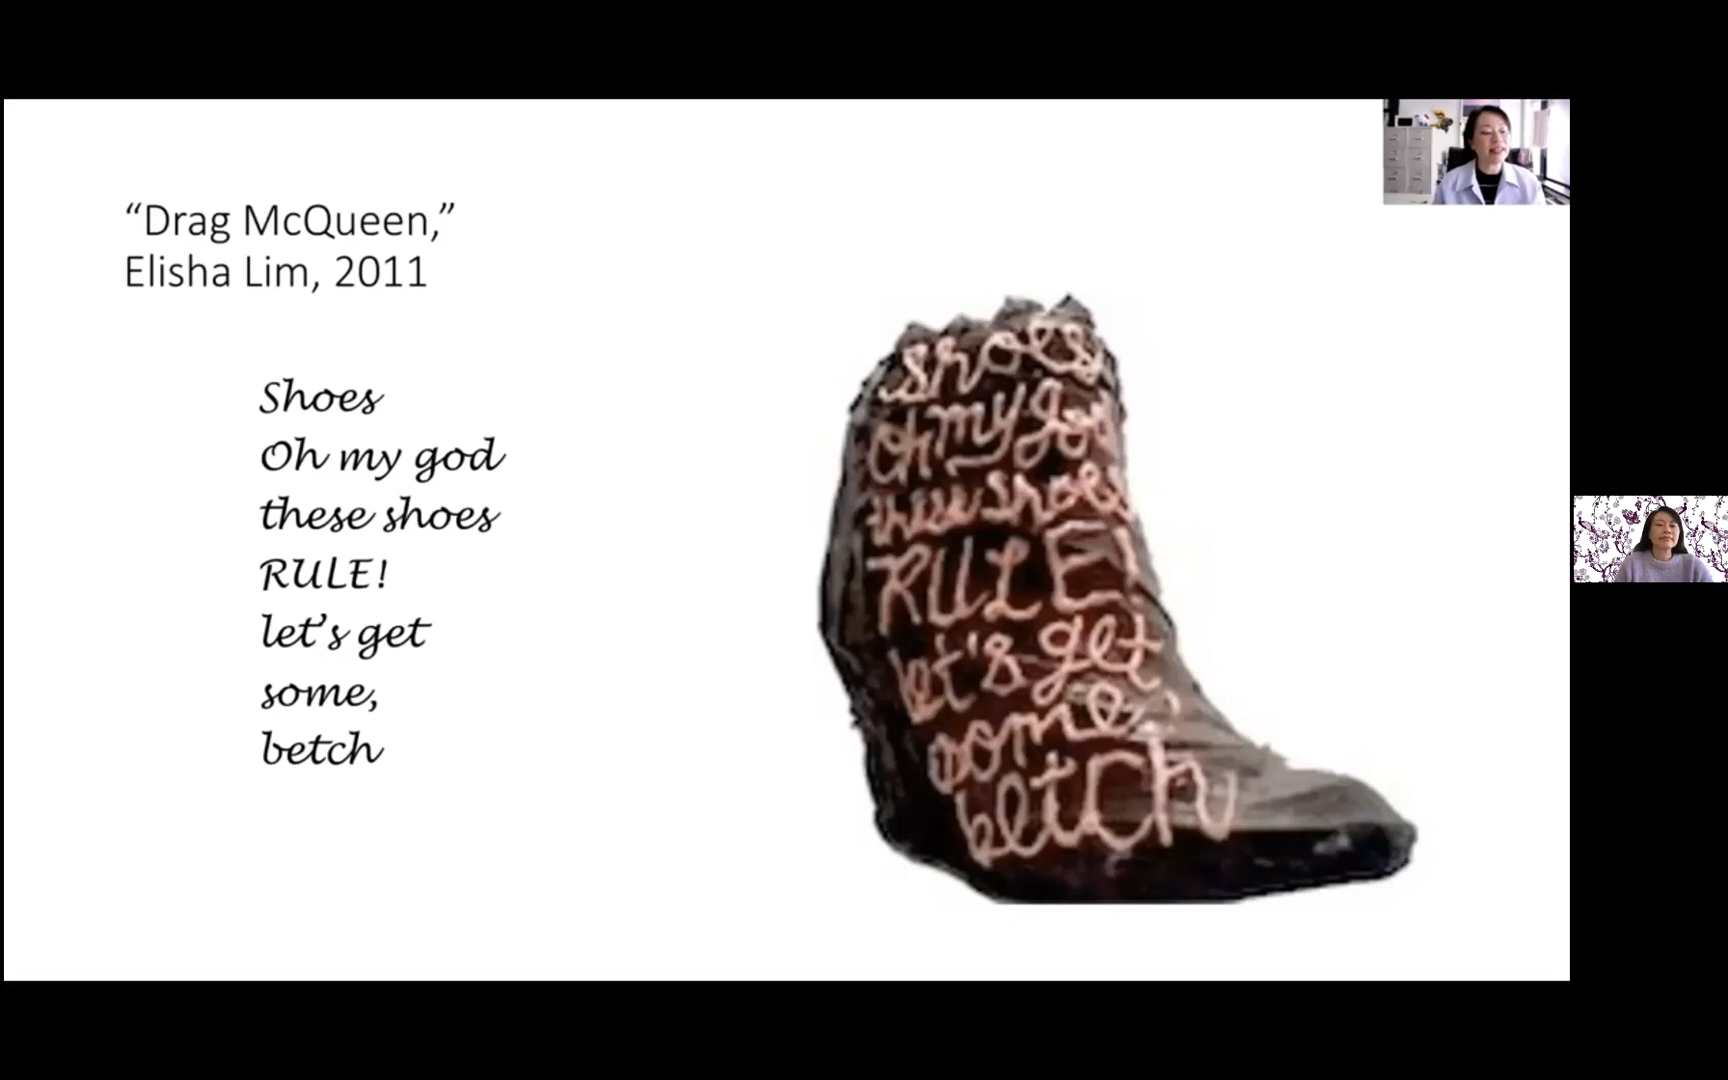 “Drag McQueen,”
Elisha Lim, 2011
Shoes
Oh my god
these shoes
RULE!
let’s get
some,
betch
shoes
Oh my god
these shoes
RULE!
let's get
some,
betch